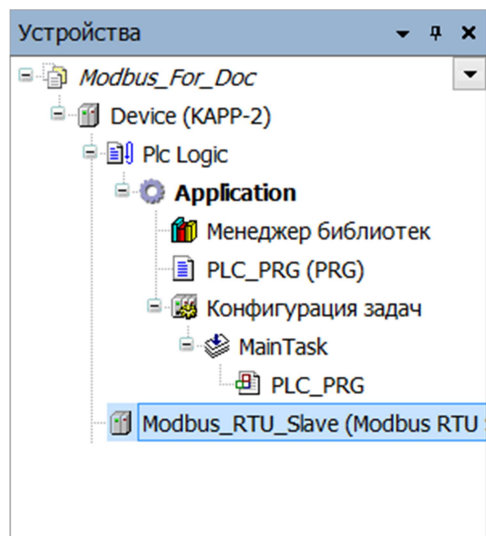 Устройства
Modbus_For_Doc
Device (KAPP-2)
Plc Logic
Application
Менеджер библиотек
PLC_PRG (PRG)
Конфигурация задач
MainTask
PLC_PRG
Modbus_RTU_Slave (Modbus RTU